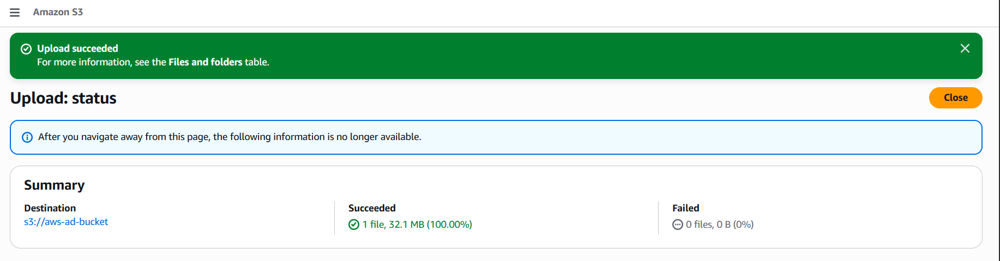 Amazon S3
Upload succeeded
For more information, see the Files and folders table.
Upload: status
Close
After you navigate away from this page, the following information is no longer available.
Summary
Destination
s3://aws-ad-bucket
Succeeded
1 file, 32.1 MB (100.00%)
Failed
0 files, 0 B (0%)